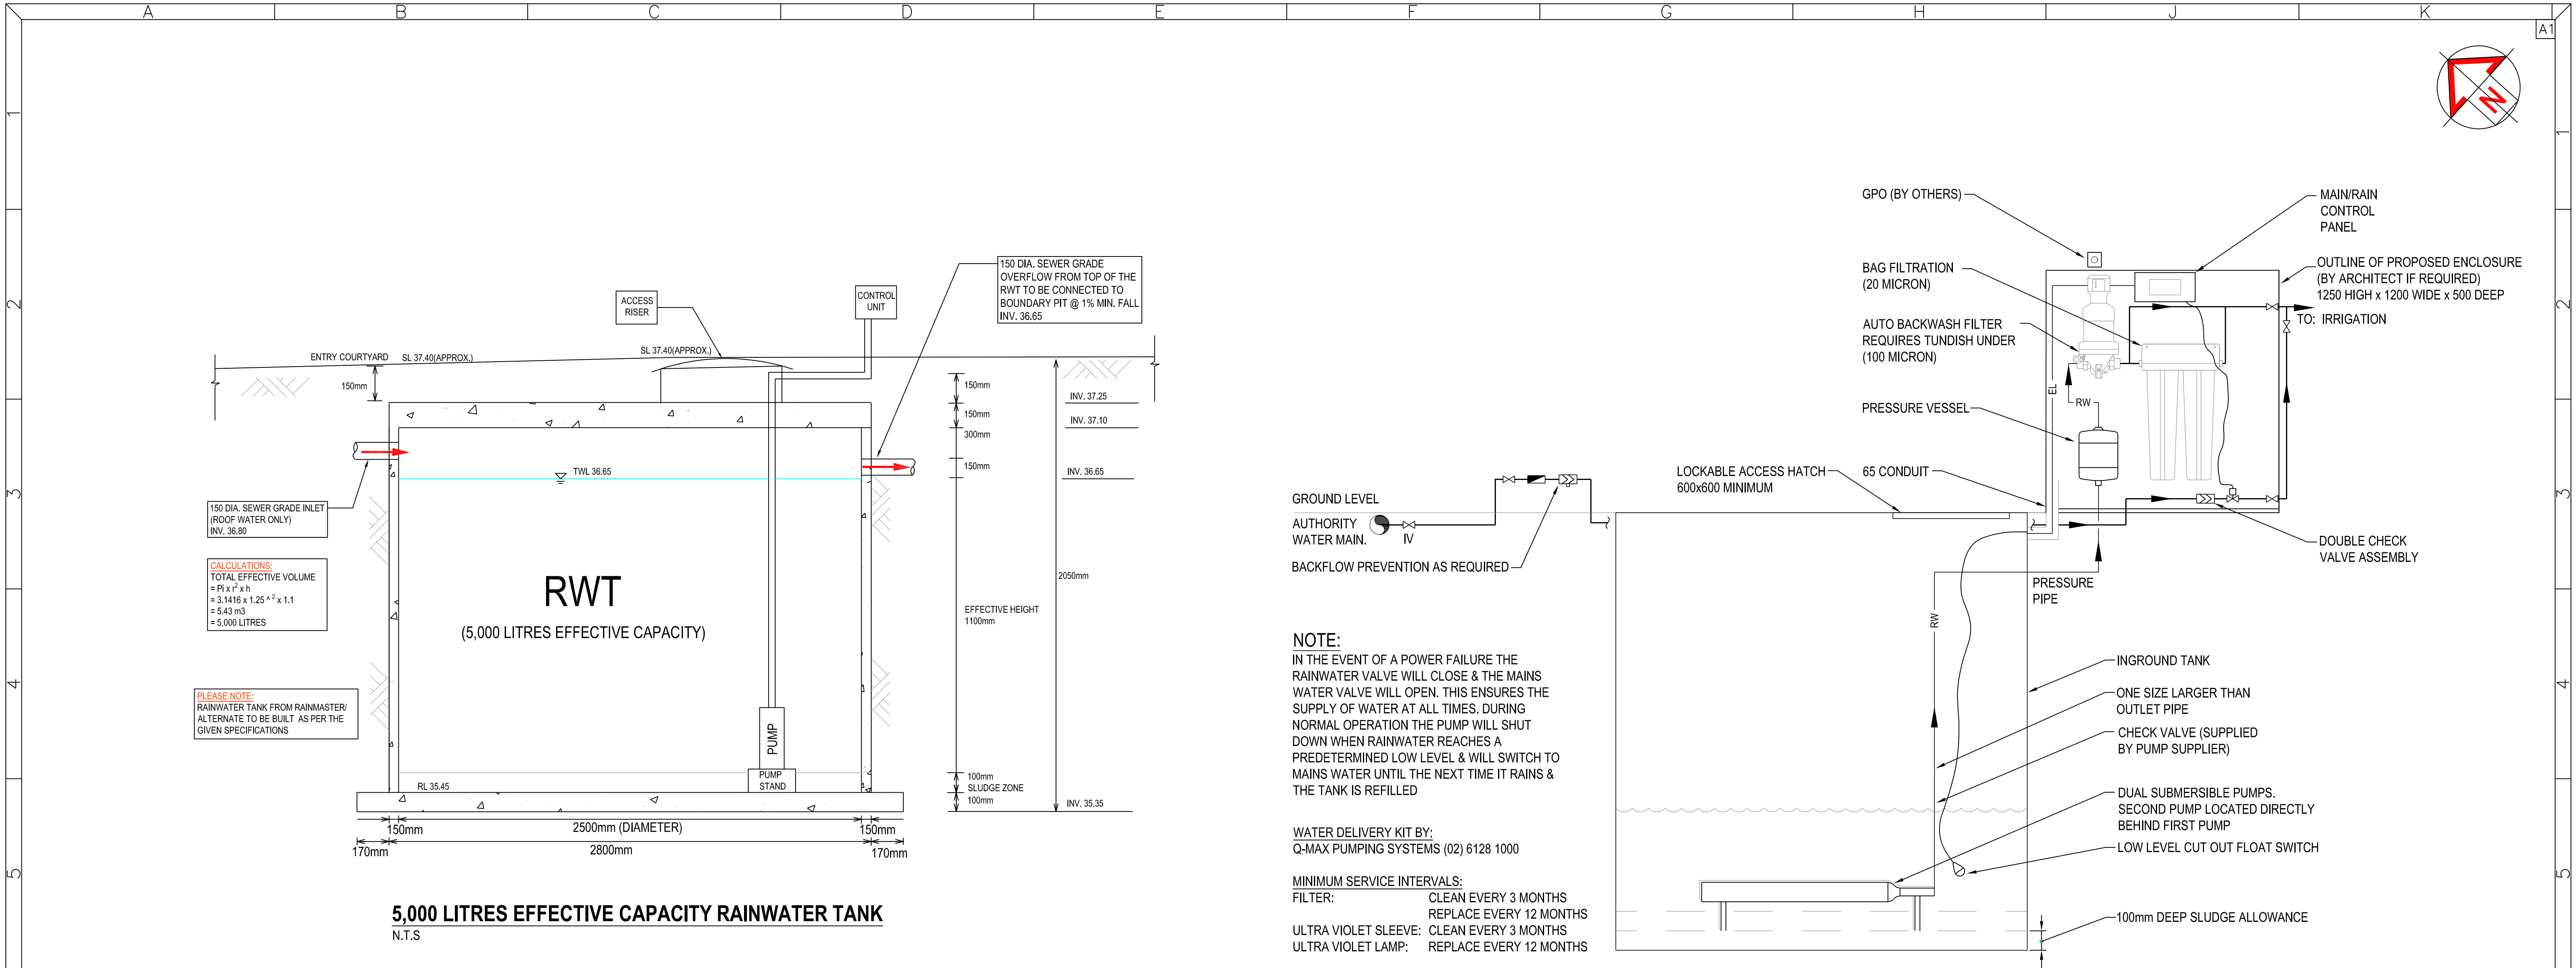 A B C D E F G H J K
A1
N
1
2
3
4
5
1
2
3
4
5
ACCESS
RISER
CONTROL
UNIT
150 DIA. SEWER GRADE
OVERFLOW FROM TOP OF THE
RWT TO BE CONNECTED TO
BOUNDARY PIT @ 1% MIN. FALL
INV. 36.65
ENTRY COURTYARD SL 37.40(APPROX.)
SL 37.40(APPROX.)
150mm
150mm
150mm
300mm
150mm
INV. 37.25
INV. 37.10
INV. 36.65
TWL 36.65
150 DIA. SEWER GRADE INLET
(ROOF WATER ONLY)
INV. 36.80
CALCULATIONS:
TOTAL EFFECTIVE VOLUME
= Pi x r² x h
= 3.1416 x 1.25 ^ ² x 1.1
= 5.43 m3
= 5,000 LITRES
RWT
(5,000 LITRES EFFECTIVE CAPACITY)
2050mm
EFFECTIVE HEIGHT
1100mm
PLEASE NOTE:
RAINWATER TANK FROM RAINMASTER/
ALTERNATE TO BE BUILT AS PER THE
GIVEN SPECIFICATIONS
PUMP
PUMP
STAND
RL 35.45
100mm
SLUDGE ZONE
100mm
INV. 35.35
150mm 2500mm (DIAMETER) 150mm
170mm 2800mm 170mm
5,000 LITRES EFFECTIVE CAPACITY RAINWATER TANK
N.T.S
GPO (BY OTHERS)
MAIN/RAIN
CONTROL
PANEL
BAG FILTRATION
(20 MICRON)
OUTLINE OF PROPOSED ENCLOSURE
(BY ARCHITECT IF REQUIRED)
1250 HIGH x 1200 WIDE x 500 DEEP
TO: IRRIGATION
AUTO BACKWASH FILTER
REQUIRES TUNDISH UNDER
(100 MICRON)
EL
RW
PRESSURE VESSEL
LOCKABLE ACCESS HATCH
600x600 MINIMUM
65 CONDUIT
GROUND LEVEL
AUTHORITY
WATER MAIN.
IV
BACKFLOW PREVENTION AS REQUIRED
DOUBLE CHECK
VALVE ASSEMBLY
PRESSURE
PIPE
RW
NOTE:
IN THE EVENT OF A POWER FAILURE THE
RAINWATER VALVE WILL CLOSE & THE MAINS
WATER VALVE WILL OPEN. THIS ENSURES THE
SUPPLY OF WATER AT ALL TIMES. DURING
NORMAL OPERATION THE PUMP WILL SHUT
DOWN WHEN RAINWATER REACHES A
PREDETERMINED LOW LEVEL & WILL SWITCH TO
MAINS WATER UNTIL THE NEXT TIME IT RAINS &
THE TANK IS REFILLED
INGROUND TANK
ONE SIZE LARGER THAN
OUTLET PIPE
CHECK VALVE (SUPPLIED
BY PUMP SUPPLIER)
DUAL SUBMERSIBLE PUMPS.
SECOND PUMP LOCATED DIRECTLY
BEHIND FIRST PUMP
LOW LEVEL CUT OUT FLOAT SWITCH
100mm DEEP SLUDGE ALLOWANCE
WATER DELIVERY KIT BY:
Q-MAX PUMPING SYSTEMS (02) 6128 1000
MINIMUM SERVICE INTERVALS:
FILTER: CLEAN EVERY 3 MONTHS
REPLACE EVERY 12 MONTHS
ULTRA VIOLET SLEEVE: CLEAN EVERY 3 MONTHS
ULTRA VIOLET LAMP: REPLACE EVERY 12 MONTHS